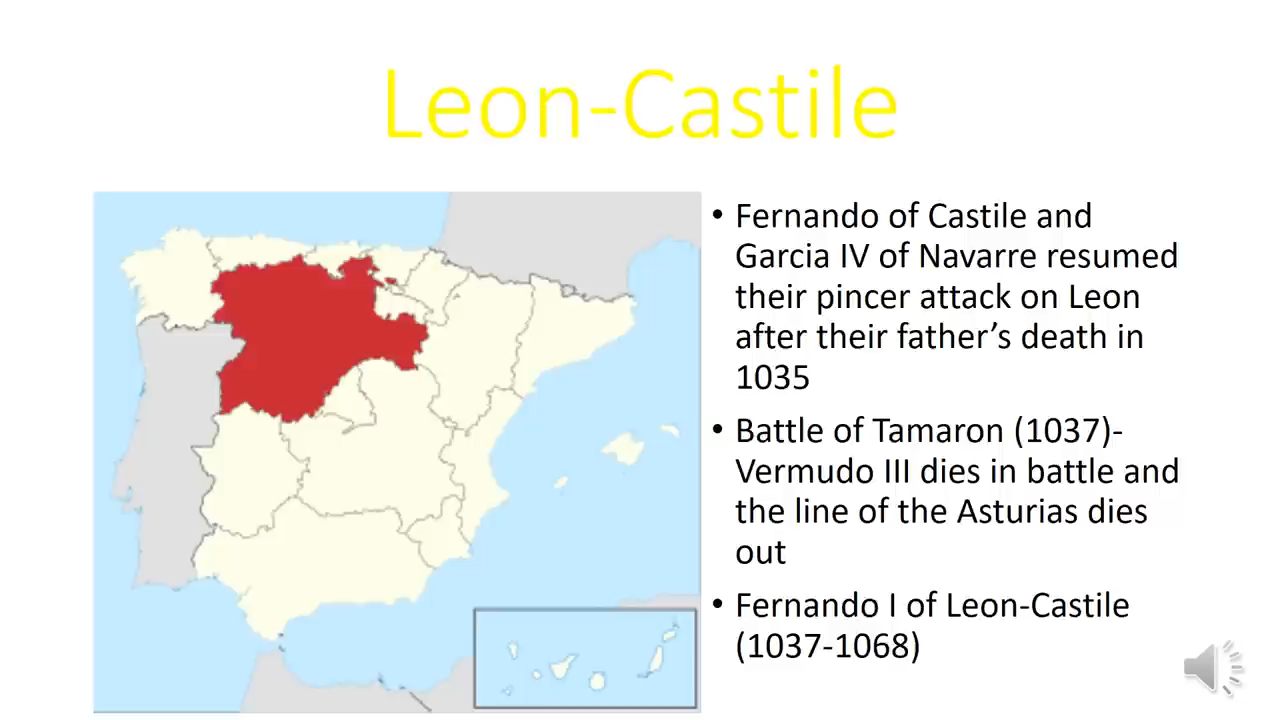 Leon-Castile
• Fernando of Castile and
Garcia IV of Navarre resumed
their pincer attack on Leon
after their father’s death in
1035
• Battle of Tamaron (1037)-
Vermudo III dies in battle and
the line of the Asturias dies
out
• Fernando I of Leon-Castile
(1037-1068)